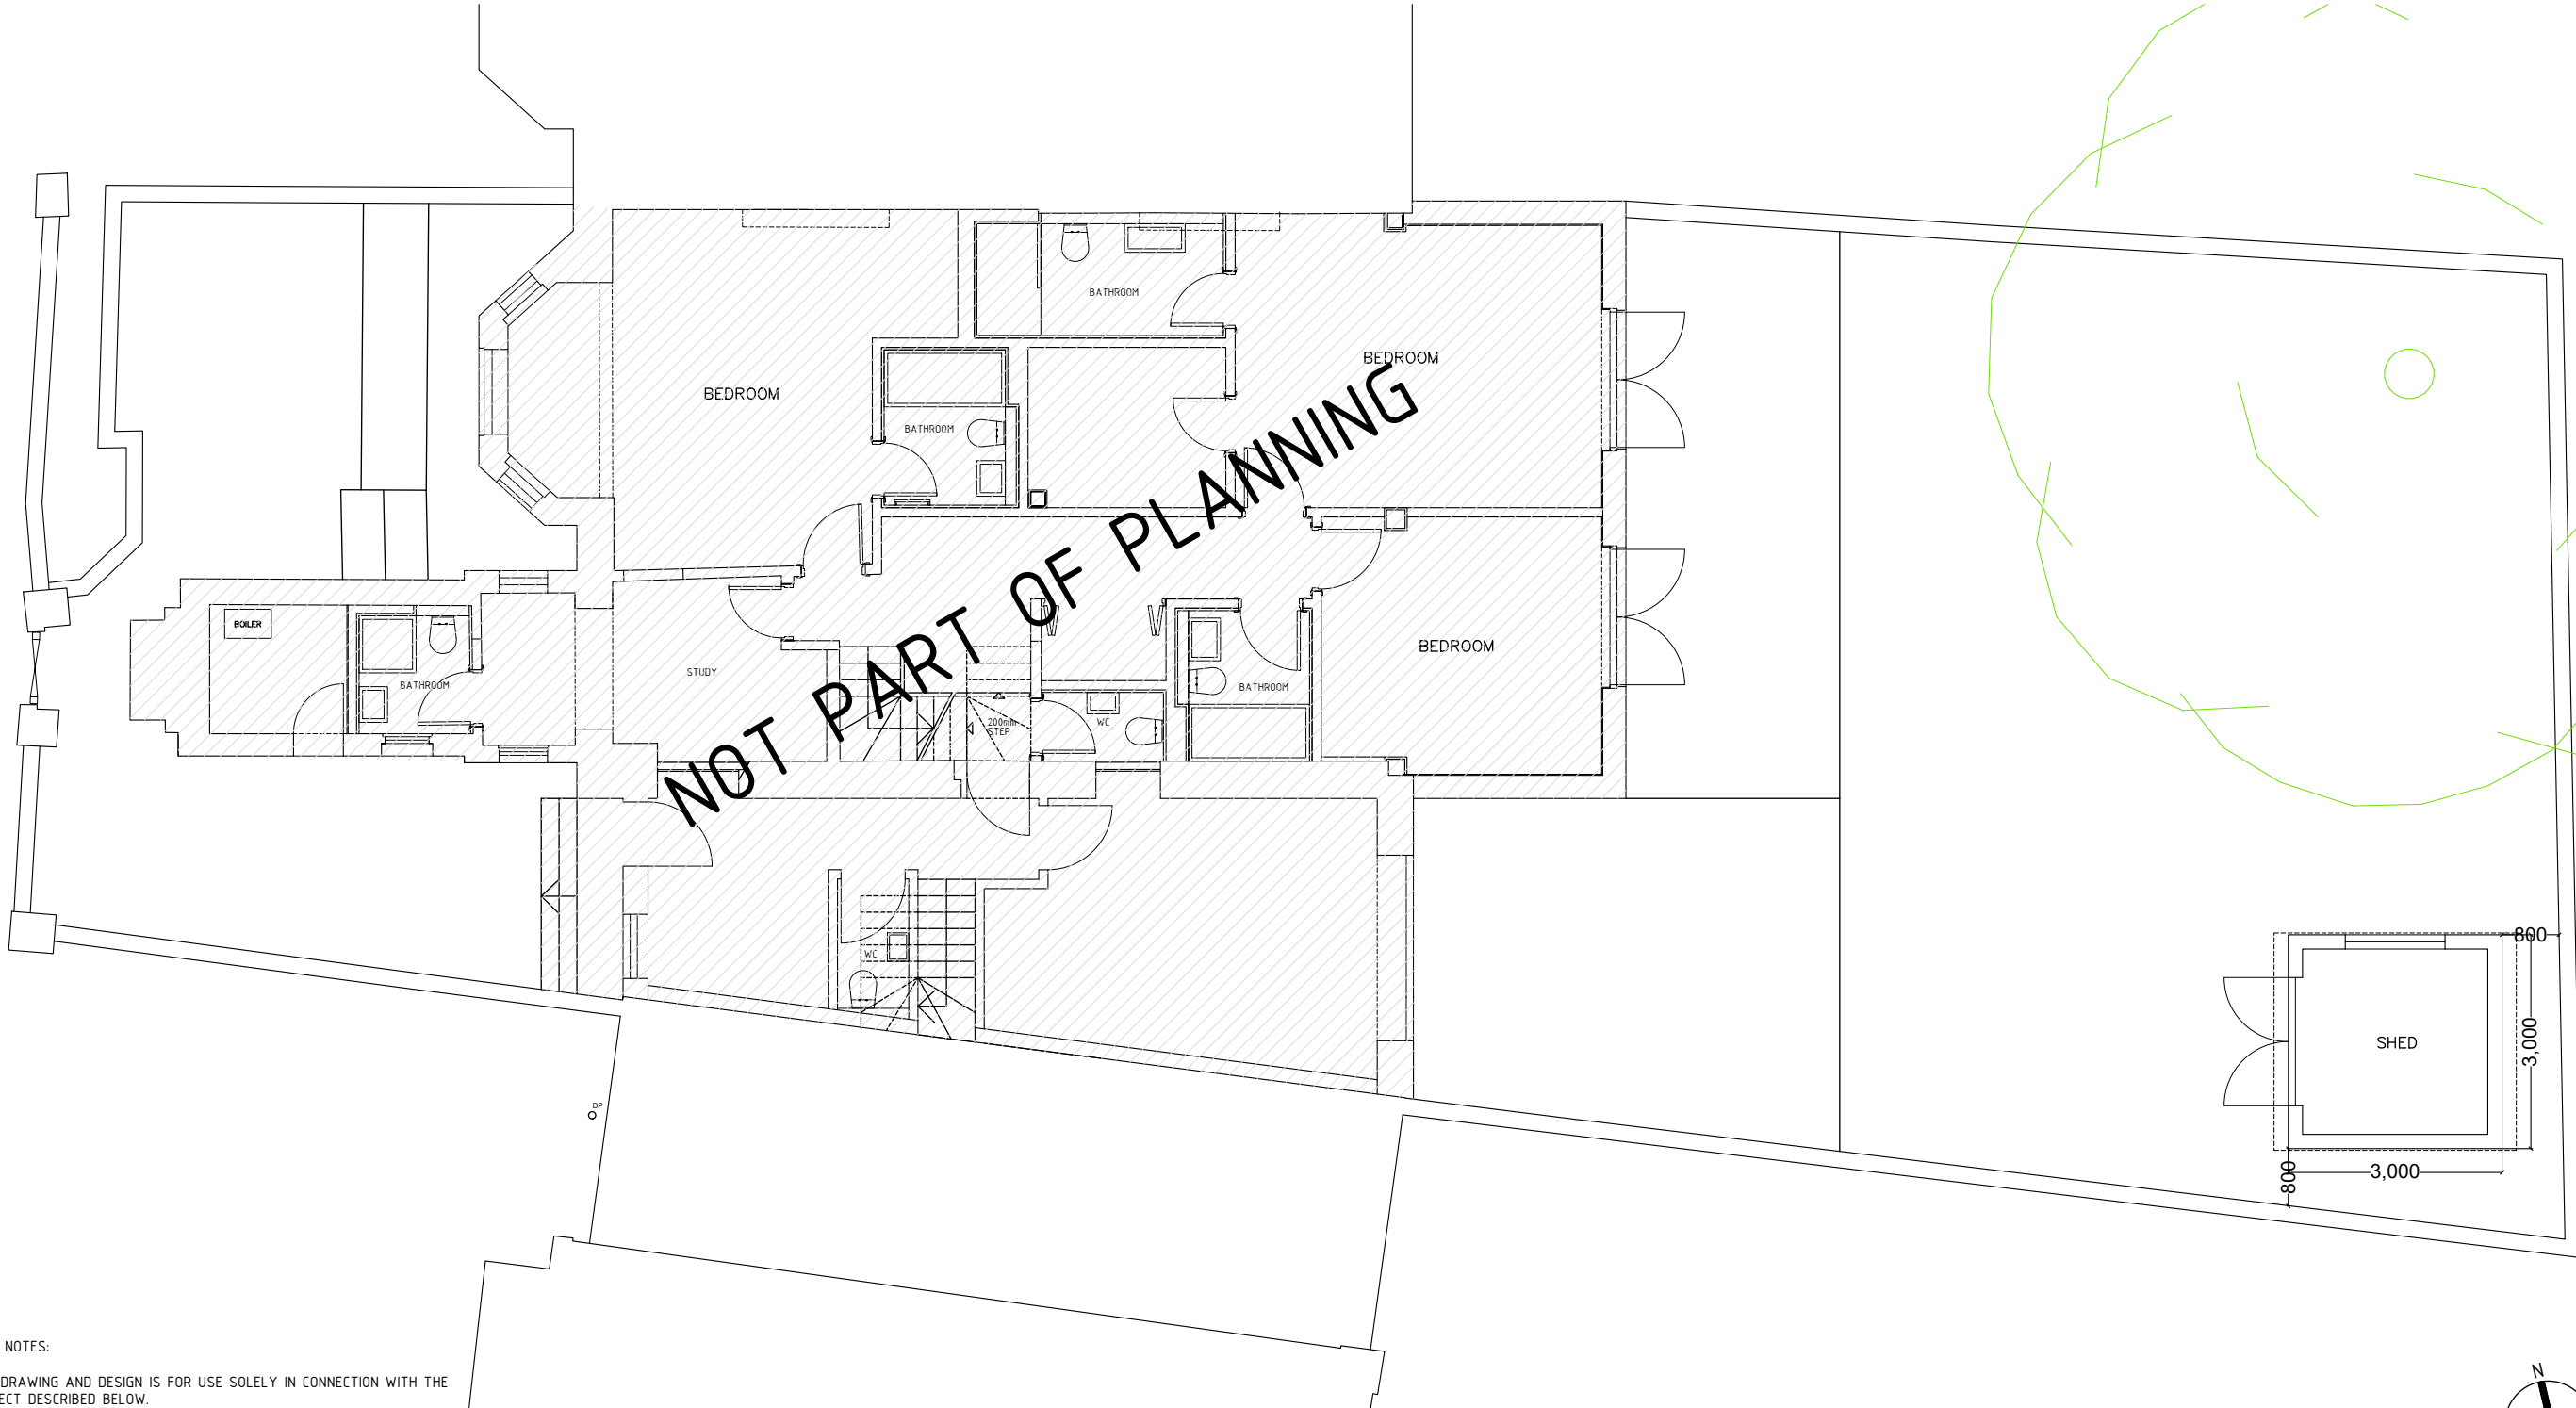 BATHROOM
BEDROOM
BEDROOM
BATHROOM
NOT PART OF PLANNING
BOILER
BATHROOM
STUDY
BEDROOM
BATHROOM
200mm
STEP
WC
WC
800
SHED
3,000
3,000
800
DP
NOTES:
DRAWING AND DESIGN IS FOR USE SOLELY IN CONNECTION WITH THE
ECT DESCRIBED BELOW.
N